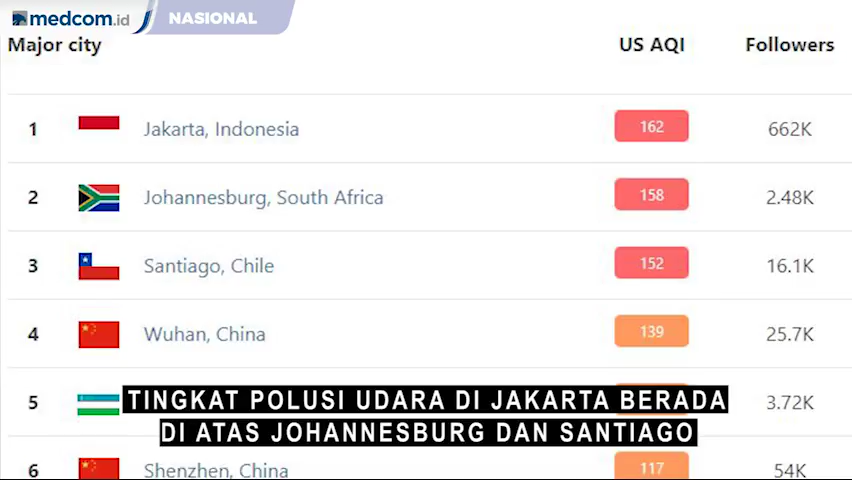 medcom.id NASIONAL
Major city US AQI Followers
1 Jakarta, Indonesia 162 662K
2 Johannesburg, South Africa 158 2.48K
3 Santiago, Chile 152 16.1K
4 Wuhan, China 139 25.7K
5 3.72K
TINGKAT POLUSI UDARA DI JAKARTA BERADA
DI ATAS JOHANNESBURG DAN SANTIAGO
6 Shenzhen, China 117 54K